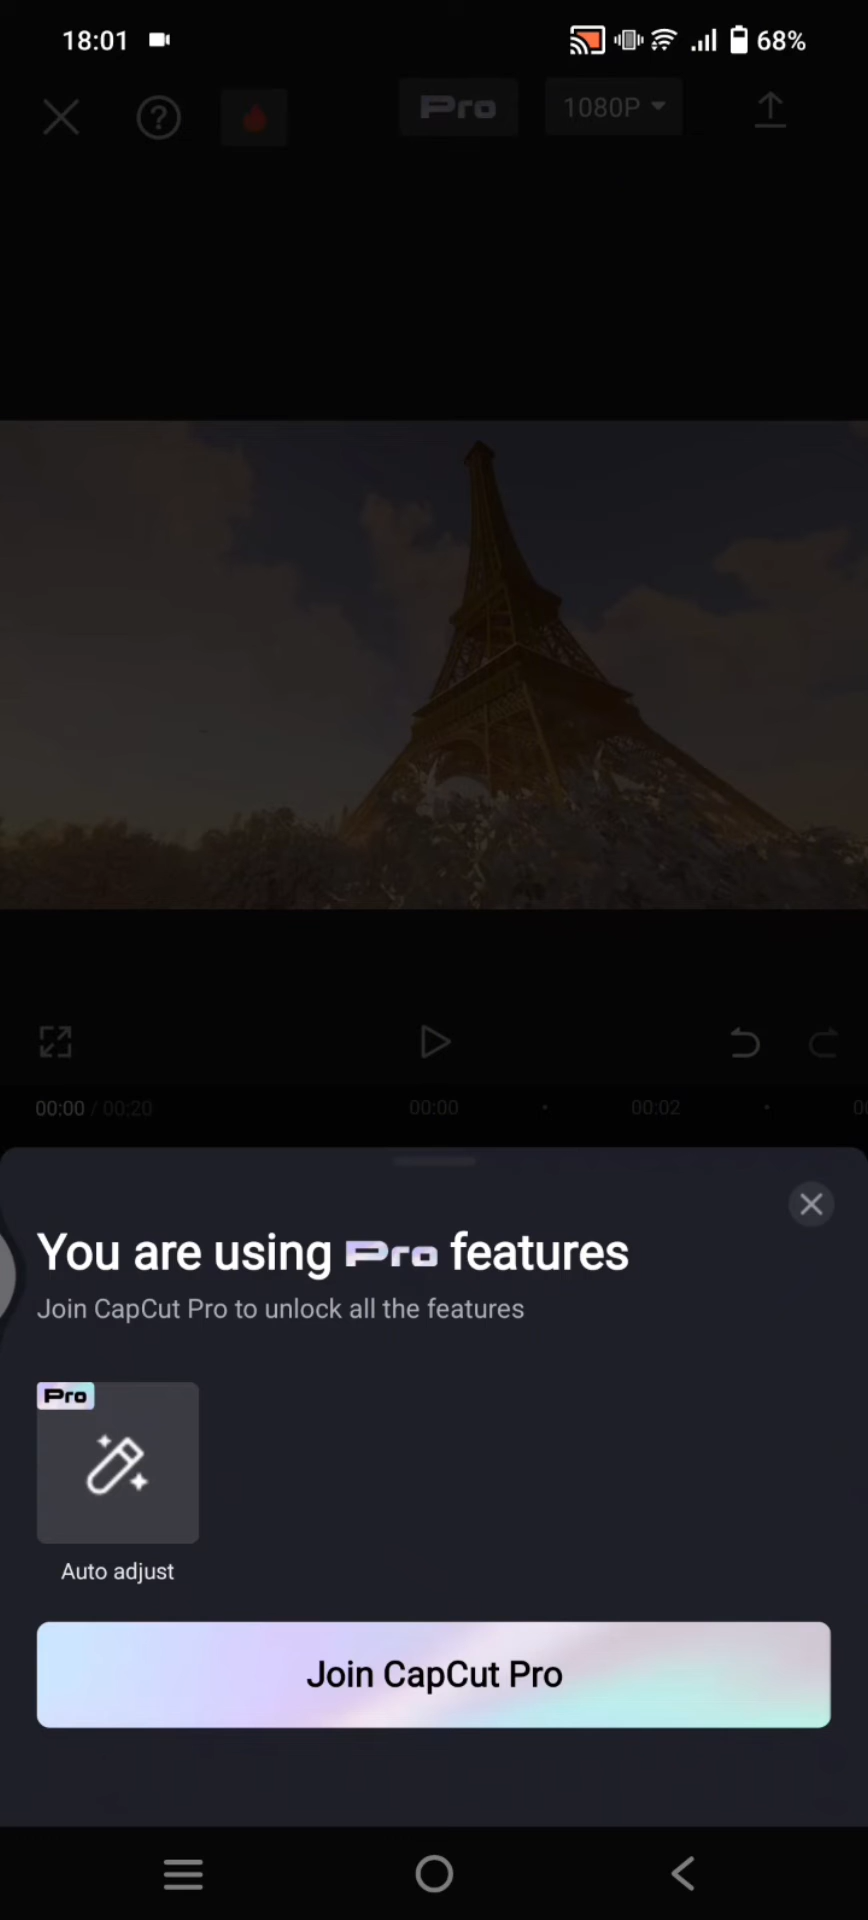 18:01 68%
Pro 1080P
00:00 / 00:20 00:00 00:02
You are using Pro features
Join CapCut Pro to unlock all the features
Pro
Auto adjust
Join CapCut Pro